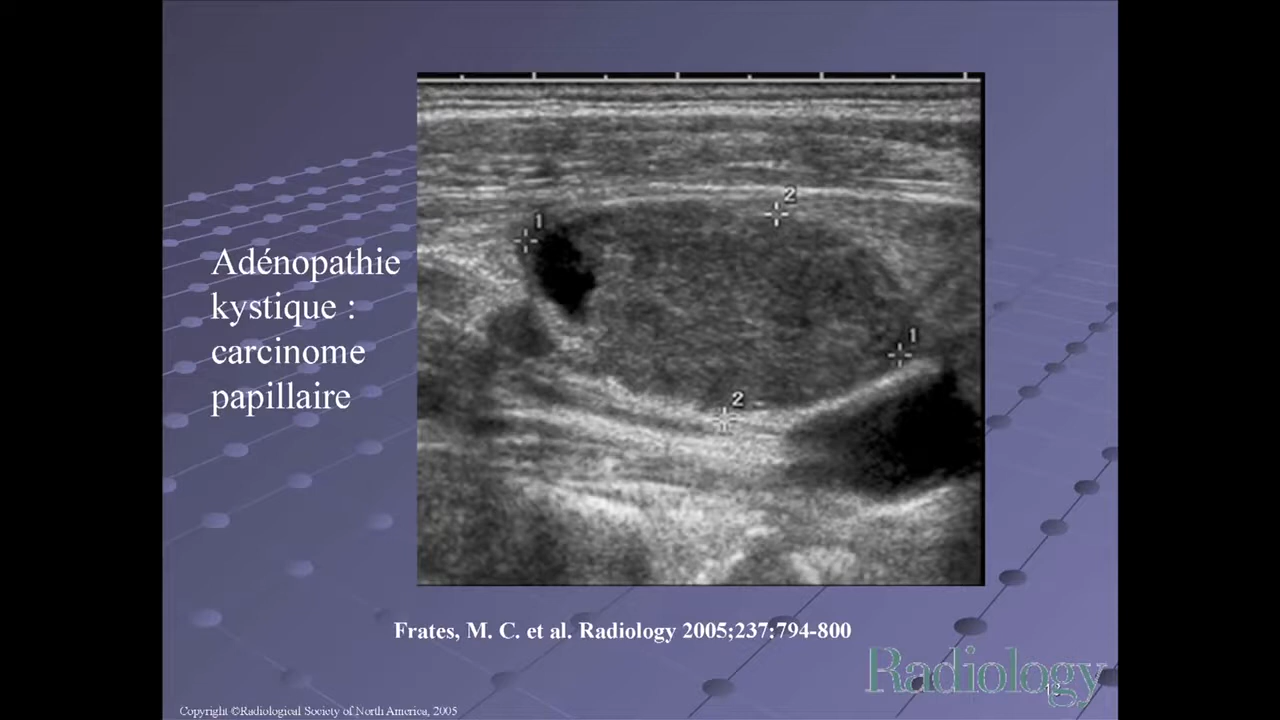 2
1
Adénopathie
kystique :
carcinome
papillaire
1
2
Frates, M. C. et al. Radiology 2005;237:794-800
Radiology
Copyright ©Radiological Society of North America, 2005